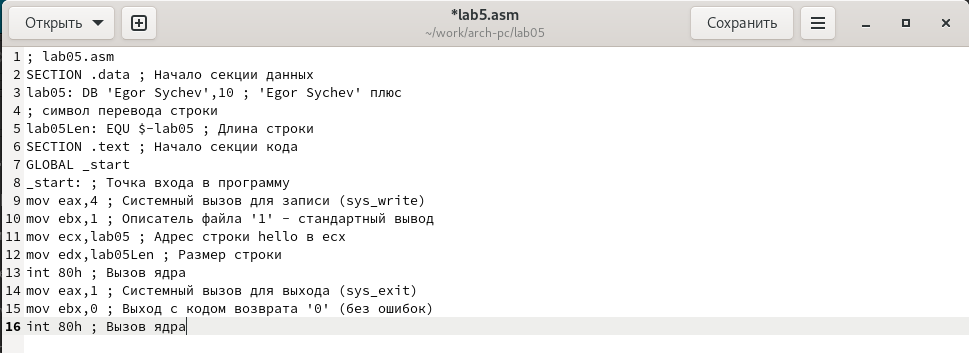 Открыть
*lab5.asm
~/work/arch-pc/lab05
Сохранить
1 ; lab05.asm
2 SECTION .data ; Начало секции данных
3 lab05: DB 'Egor Sychev',10 ; 'Egor Sychev' плюс
4 ; символ перевода строки
5 lab05Len: EQU $-lab05 ; Длина строки
6 SECTION .text ; Начало секции кода
7 GLOBAL _start
8 _start: ; Точка входа в программу
9 mov eax,4 ; Системный вызов для записи (sys_write)
10 mov ebx,1 ; Описатель файла '1' - стандартный вывод
11 mov ecx,lab05 ; Адрес строки hello в ecx
12 mov edx,lab05Len ; Размер строки
13 int 80h ; Вызов ядра
14 mov eax,1 ; Системный вызов для выхода (sys_exit)
15 mov ebx,0 ; Выход с кодом возврата '0' (без ошибок)
16 int 80h ; Вызов ядра